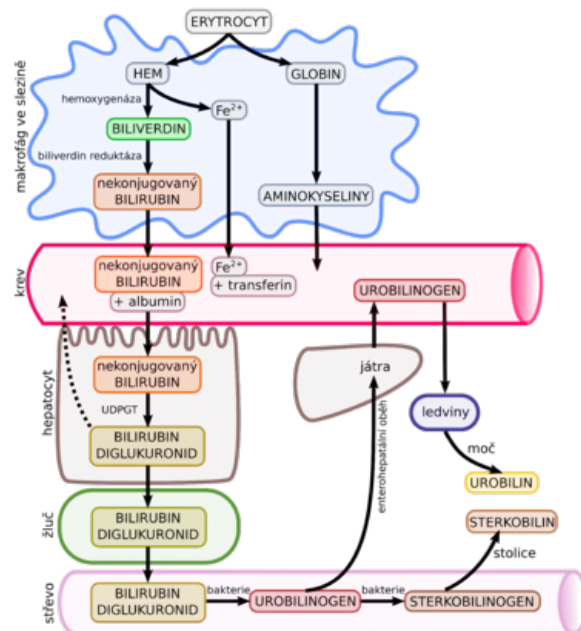 ERYTROCYT
HEM
GLOBIN
hemoxygenáza
Fe²⁺
BILIVERDIN
biliverdin reduktáza
nekonjugovaný
BILIRUBIN
AMINOKYSELINY
makrofág ve slezině
nekonjugovaný
BILIRUBIN
+ albumin
Fe²⁺
+ transferín
UROBILINOGEN
krev
nekonjugovaný
BILIRUBIN
UDPGT
BILIRUBIN
DIGLUKURONID
hepatocyt
játra
enterohepatální oběh
ledviny
moč
UROBILIN
BILIRUBIN
DIGLUKURONID
žluč
STERKOBILIN
stolice
BILIRUBIN
DIGLUKURONID
bakterie
UROBILINOGEN
bakterie
STERKOBILINOGEN
střevo